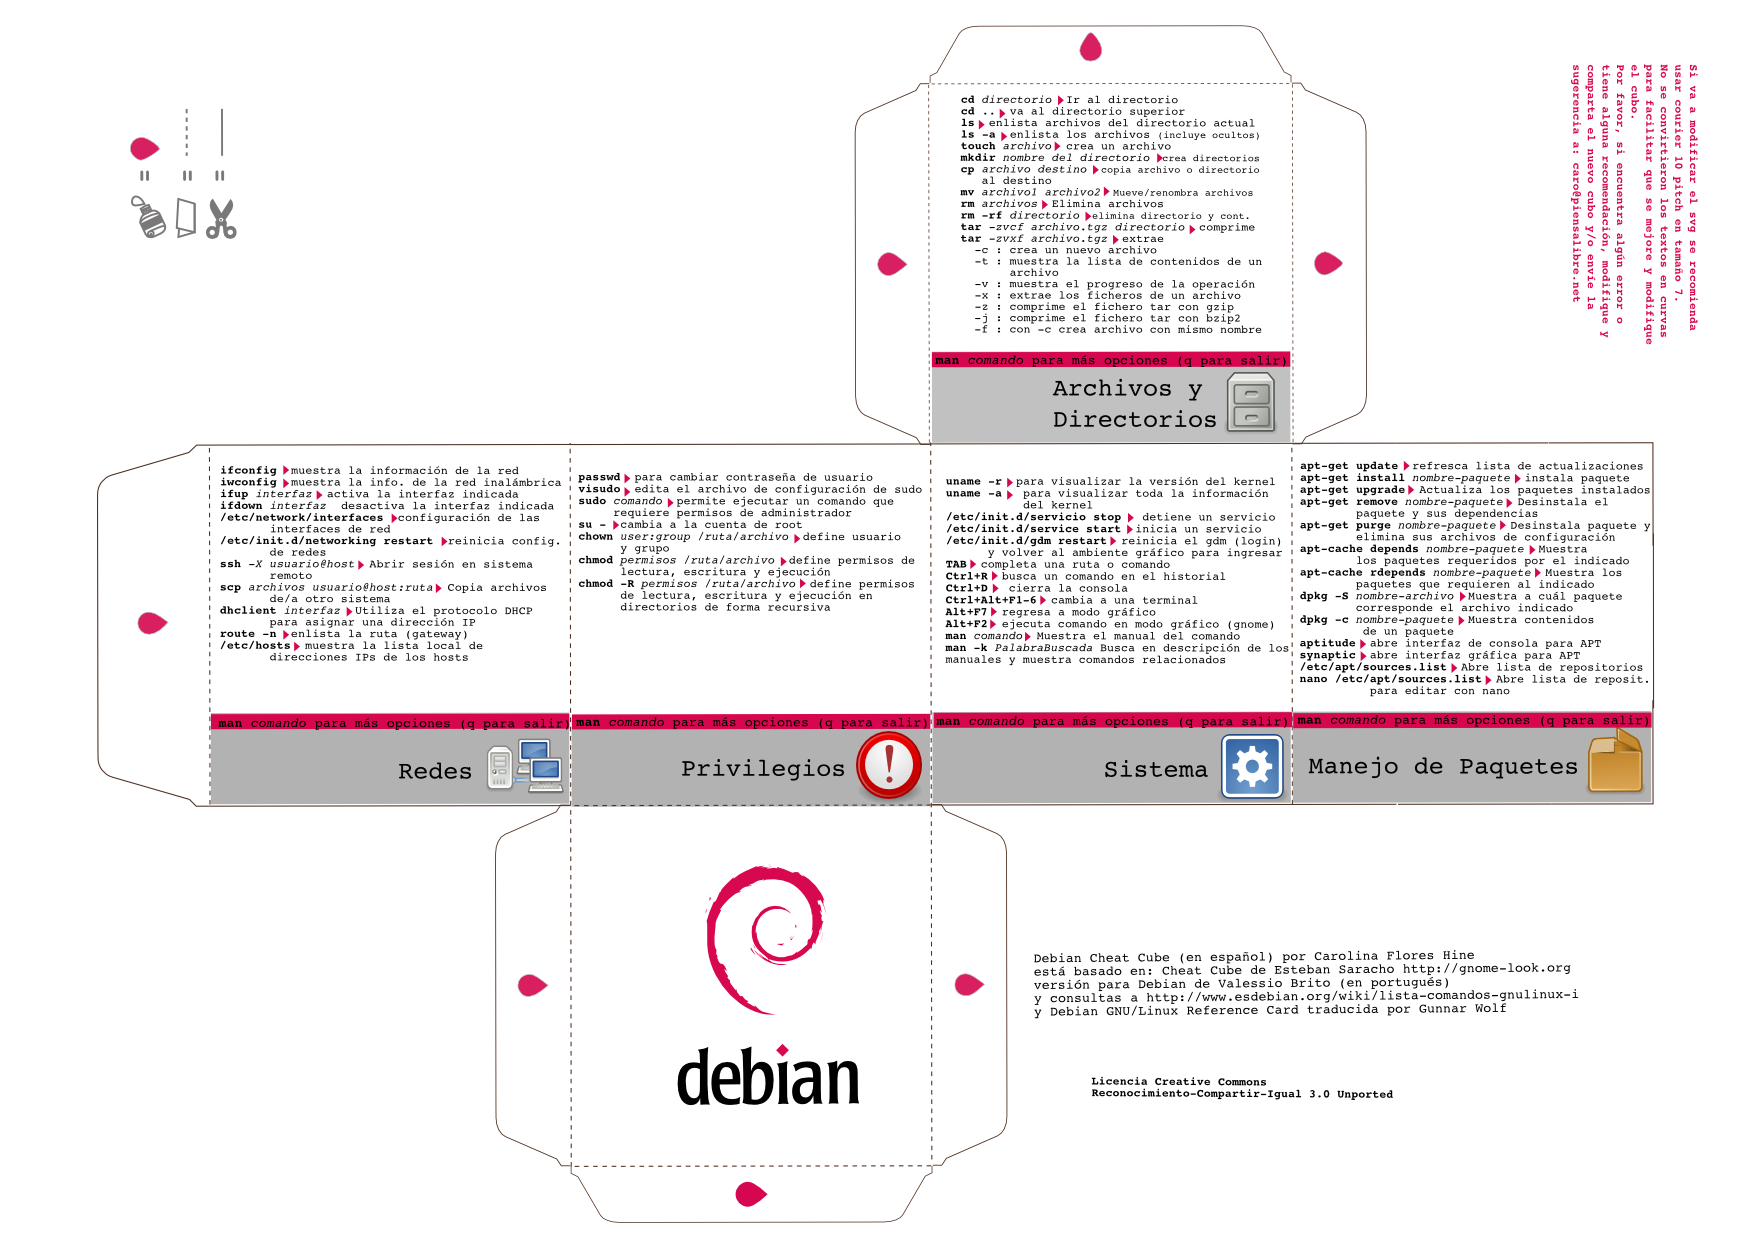 cd directorio Ir al directorio
cd .. va al directorio superior
ls enlista archivos del directorio actual
ls -a enlista los archivos (incluye ocultos)
touch archivo crea un archivo
mkdir nombre del directorio crea directorios
cp archivo destino copia archivo o directorio
al destino
mv archivo1 archivo2 Mueve/renombra archivos
rm archivos Elimina archivos
rm -rf directorio elimina directorio y cont.
tar -zvcf archivo.tgz directorio comprime
tar -zvxf archivo.tgz extrae
-c : crea un nuevo archivo
-t : muestra la lista de contenidos de un
archivo
-v : muestra el progreso de la operación
-x : extrae los ficheros de un archivo
-z : comprime el fichero tar con gzip
-j : comprime el fichero tar con bzip2
-f : con -c crea archivo con mismo nombre
man comando para más opciones (q para salir)
Archivos y
Directorios
Si va a modificar el svg se recomienda
usar courier 10 pitch en tamaño 7.
No se convirtieron los textos en curvas
para facilitar que se mejore y modifique
el cubo.
Por favor, si encuentra algún error o
tiene alguna recomendación, modifique y
comparta el nuevo cubo y/o envíe la
sugerencia a: caro@piensalibre.net
ifconfig muestra la información de la red
iwconfig muestra la info. de la red inalámbrica
ifup interfaz activa la interfaz indicada
ifdown interfaz desactiva la interfaz indicada
/etc/network/interfaces configuración de las
interfaces de red
/etc/init.d/networking restart reinicia config.
de redes
ssh -X usuario@host Abrir sesión en sistema
remoto
scp archivos usuario@host:ruta Copia archivos
de/a otro sistema
dhclient interfaz Utiliza el protocolo DHCP
para asignar una dirección IP
route -n enlista la ruta (gateway)
/etc/hosts muestra la lista local de
direcciones IPs de los hosts
man comando para más opciones (q para salir)
Redes
passwd para cambiar contraseña de usuario
visudo edita el archivo de configuración de sudo
sudo comando permite ejecutar un comando que
requiere permisos de administrador
su - cambia a la cuenta de root
chown user:group /ruta/archivo define usuario
y grupo
chmod permisos /ruta/archivo define permisos de
lectura, escritura y ejecución
chmod -R permisos /ruta/archivo define permisos
de lectura, escritura y ejecución en
directorios de forma recursiva
man comando para más opciones (q para salir)
Privilegios
uname -r para visualizar la versión del kernel
uname -a para visualizar toda la información
del kernel
/etc/init.d/servicio stop detiene un servicio
/etc/init.d/service start inicia un servicio
/etc/init.d/gdm restart reinicia el gdm (login)
y volver al ambiente gráfico para ingresar
TAB completa una ruta o comando
Ctrl+R busca un comando en el historial
Ctrl+D cierra la consola
Ctrl+Alt+F1-6 cambia a una terminal
Alt+F7 regresa a modo gráfico
Alt+F2 ejecuta comando en modo gráfico (gnome)
man comando Muestra el manual del comando
man -k PalabraBuscada Busca en descripción de los
manuales y muestra comandos relacionados
man comando para más opciones (q para salir)
Sistema
apt-get update refresca lista de actualizaciones
apt-get install nombre-paquete instala paquete
apt-get upgrade Actualiza los paquetes instalados
apt-get remove nombre-paquete Desinstala el
paquete y sus dependencias
apt-get purge nombre-paquete Desinstala paquete y
elimina sus archivos de configuración
apt-cache depends nombre-paquete Muestra
los paquetes requeridos por el indicado
apt-cache rdepends nombre-paquete Muestra los
paquetes que requieren al indicado
dpkg -S nombre-archivo Muestra a cuál paquete
corresponde el archivo indicado
dpkg -c nombre-paquete Muestra contenidos
de un paquete
aptitude abre interfaz de consola para APT
synaptic abre interfaz gráfica para APT
/etc/apt/sources.list Abre lista de repositorios
nano /etc/apt/sources.list Abre lista de reposit.
para editar con nano
man comando para más opciones (q para salir)
Manejo de Paquetes
debian
Debian Cheat Cube (en español) por Carolina Flores Hine
está basado en: Cheat Cube de Esteban Saracho http://gnome-look.org
versión para Debian de Valessio Brito (en portugués)
y consultas a http://www.esdebian.org/wiki/lista-comandos-gnulinux-i
y Debian GNU/Linux Reference Card traducida por Gunnar Wolf
Licencia Creative Commons
Reconocimiento-Compartir-Igual 3.0 Unported